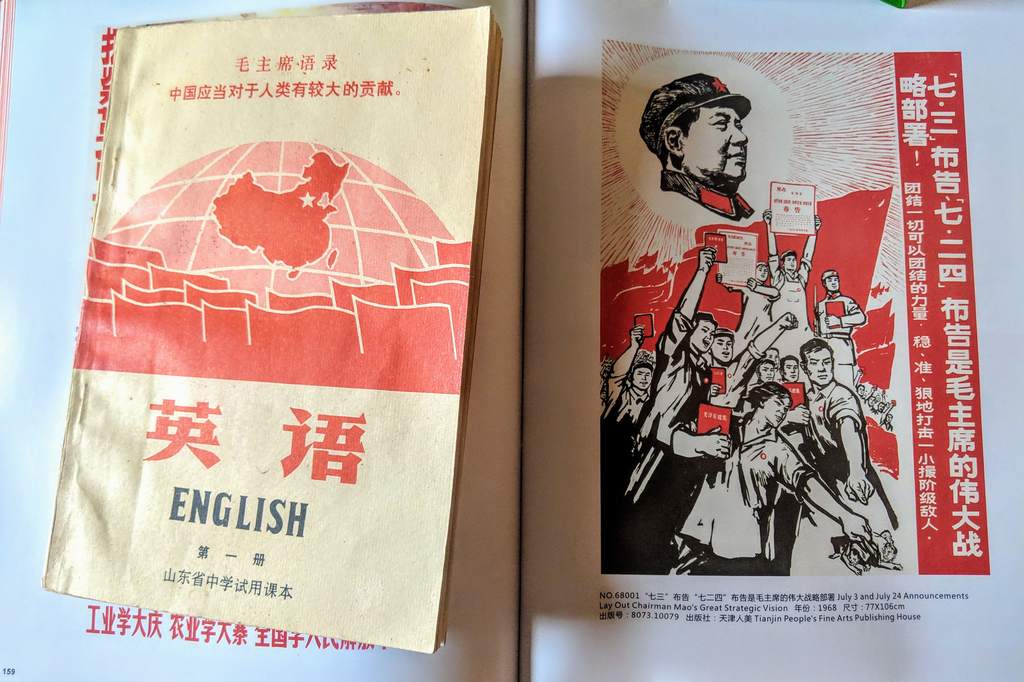 毛主席语录
中国应当对于人类有较大的贡献。
英语
ENGLISH
第一册
山东省中学试用课本
工业学大庆 农业学大寨 全国学人民解放
159
“七·三”布告“七·二四”布告是毛主席的伟大战
略部署！
团结一切可以团结的力量，稳、准、狠地打击一小撮阶级敌人。
布告
NO.68001 “七三”布告 “七二四”布告是毛主席的伟大战略部署 July 3 and July 24 Announcements
Lay Out Chairman Mao's Great Strategic Vision 年份：1968 尺寸：77X106cm
出版号：8073.10079 出版社：天津人美 Tianjin People's Fine Arts Publishing House